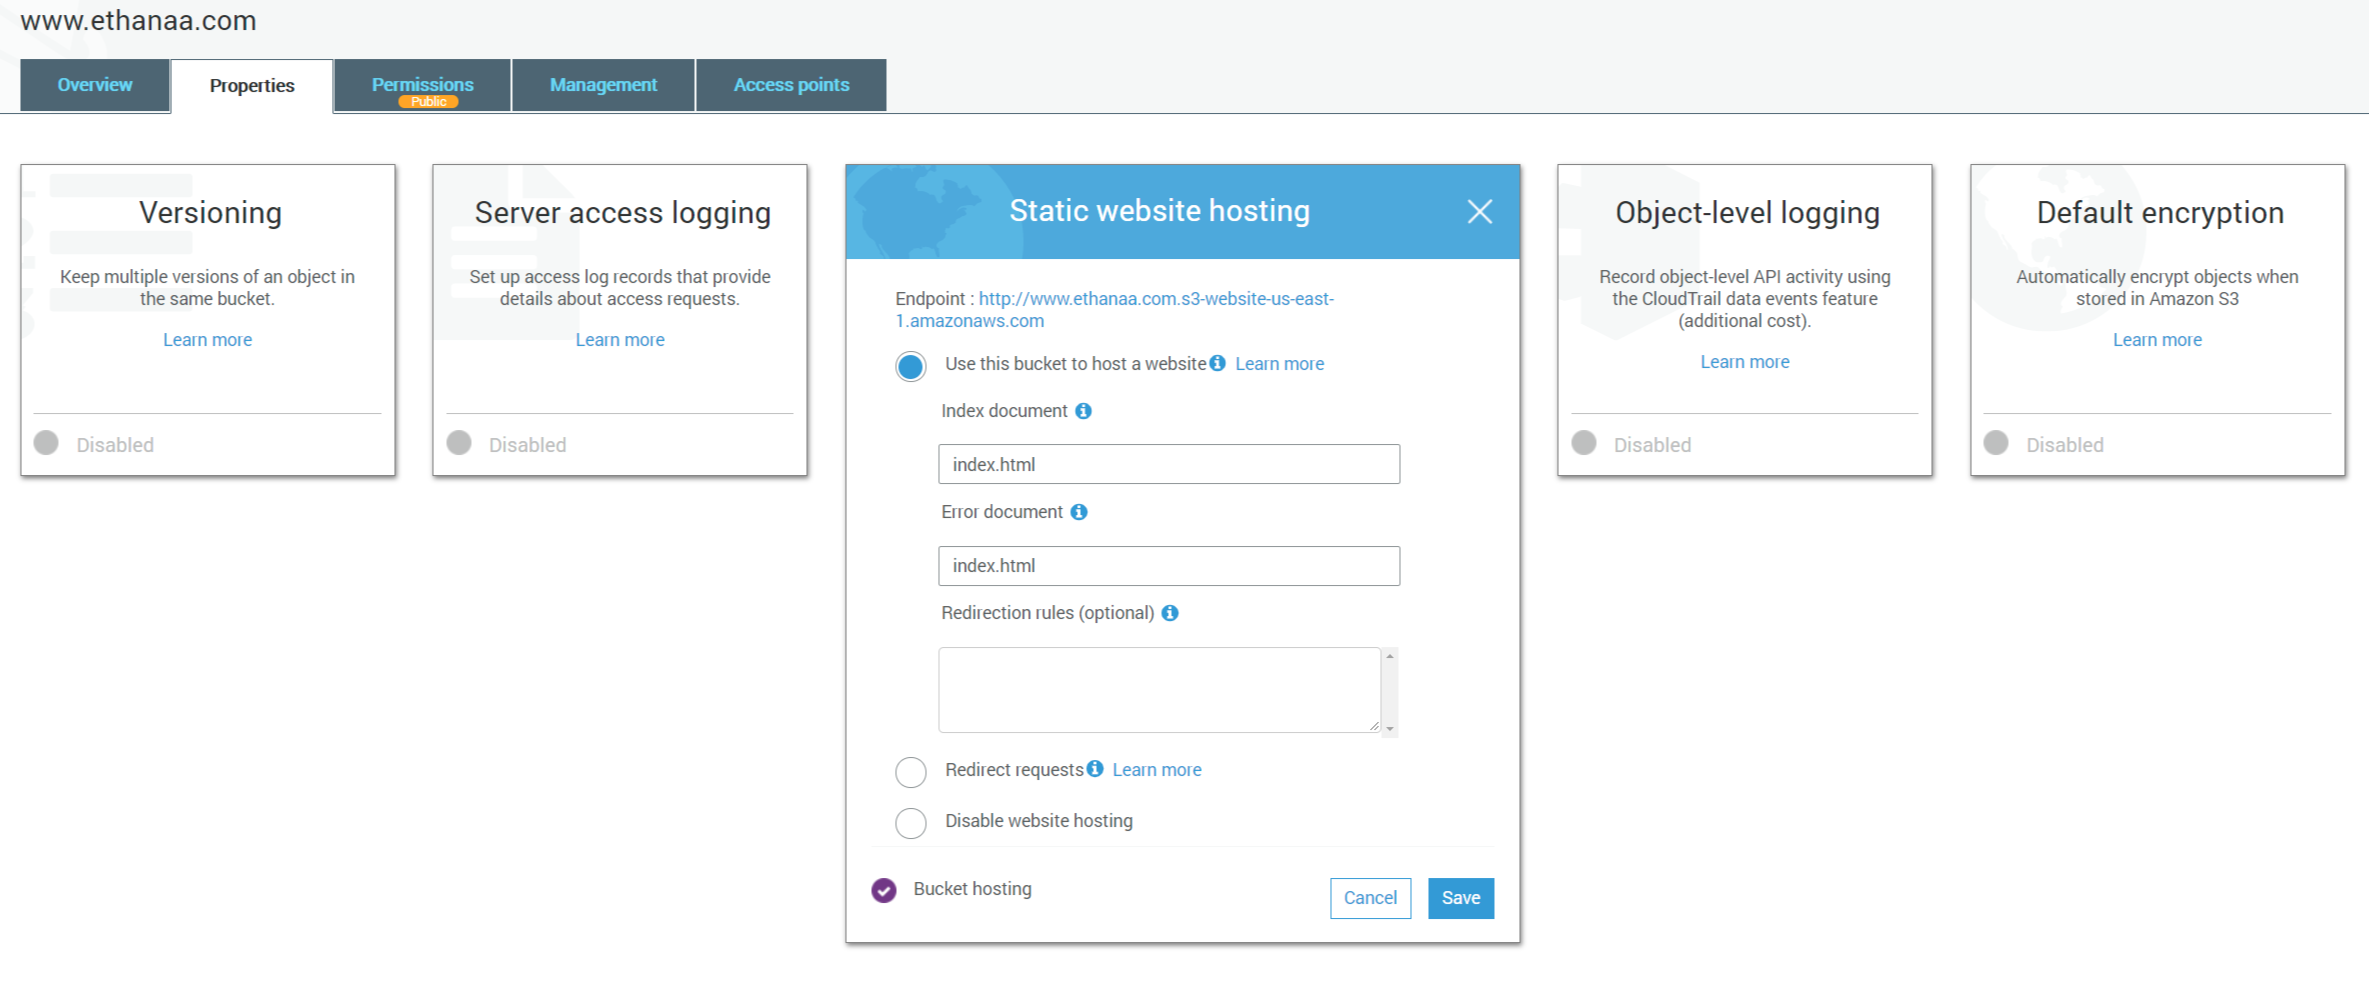 www.ethanaa.com
Overview
Properties
Permissions
Public
Management
Access points
Versioning
Keep multiple versions of an object in
the same bucket.
Learn more
Disabled
Server access logging
Set up access log records that provide
details about access requests.
Learn more
Disabled
Static website hosting
Endpoint : http://www.ethanaa.com.s3-website-us-east-
1.amazonaws.com
Use this bucket to host a website Learn more
Index document
index.html
Error document
index.html
Redirection rules (optional)
Redirect requests Learn more
Disable website hosting
Bucket hosting
Cancel
Save
Object-level logging
Record object-level API activity using
the CloudTrail data events feature
(additional cost).
Learn more
Disabled
Default encryption
Automatically encrypt objects when
stored in Amazon S3
Learn more
Disabled